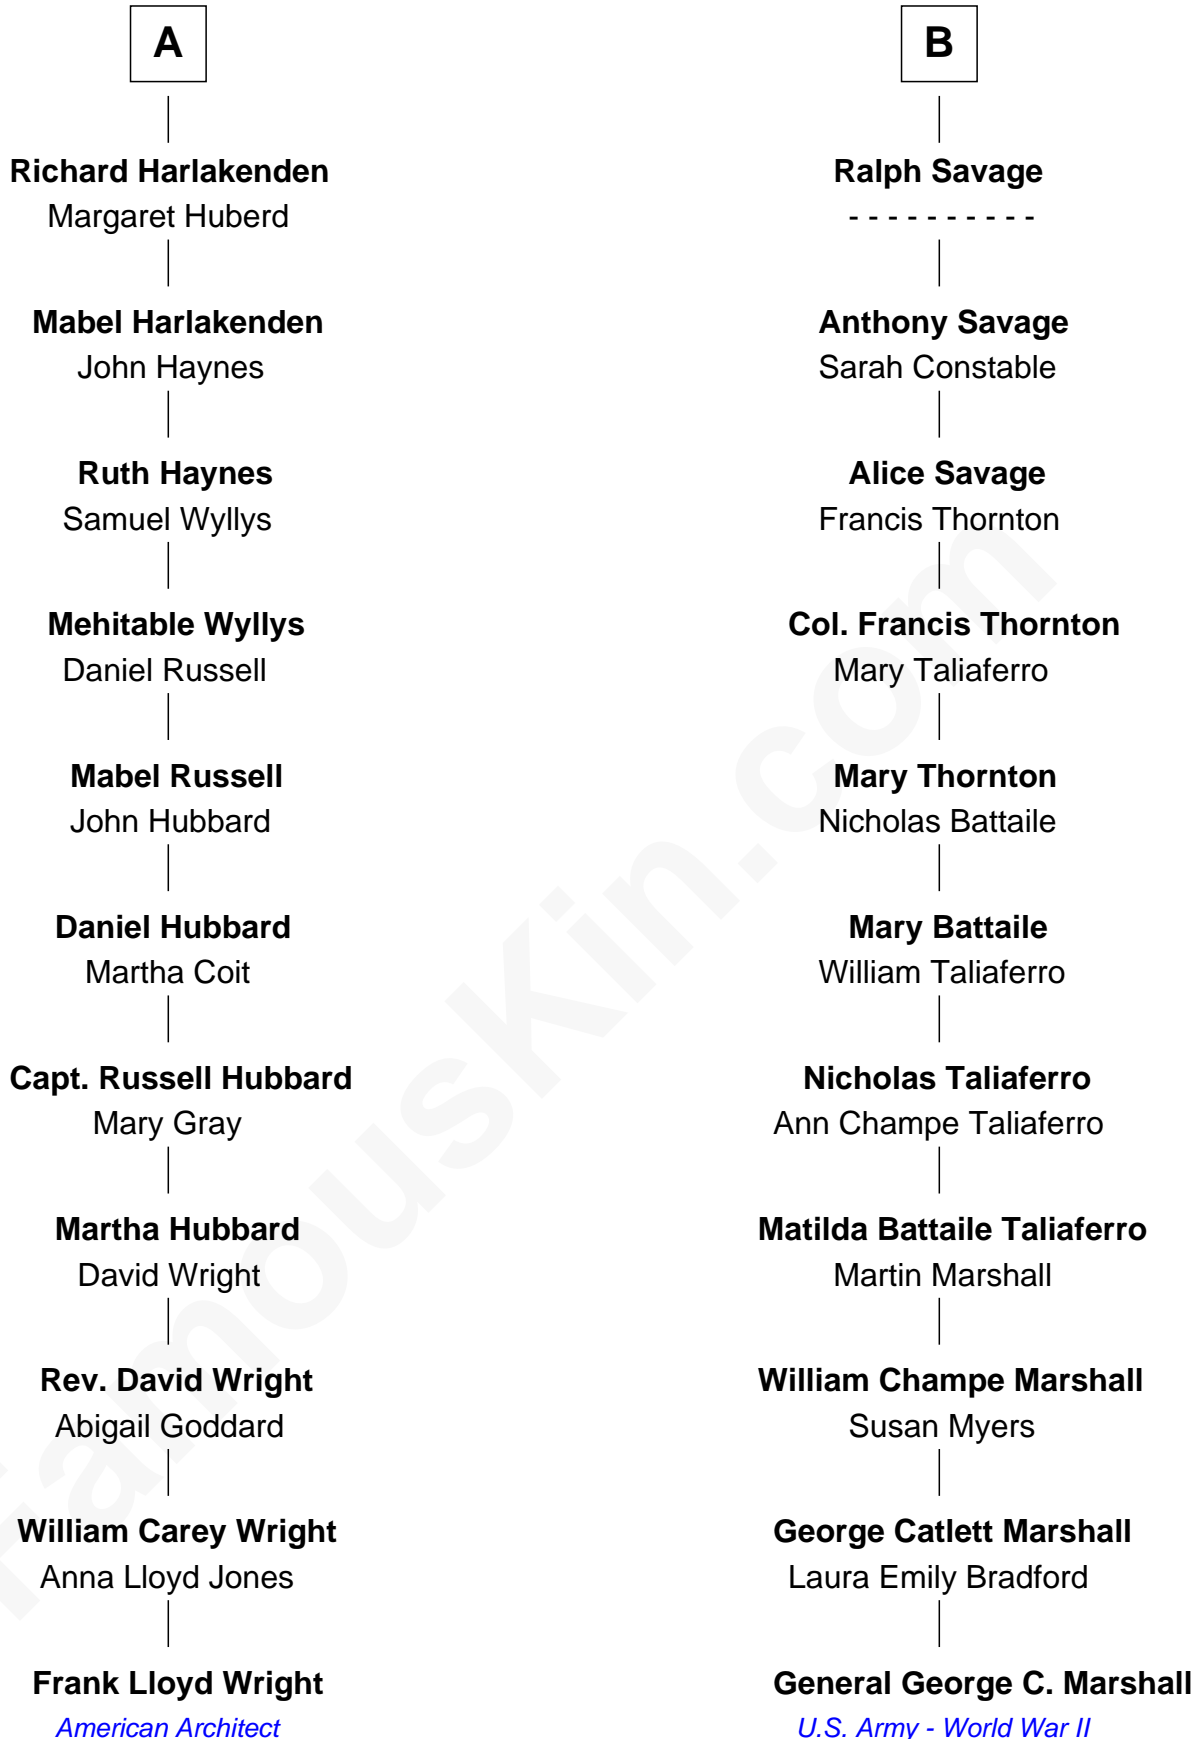 A
Richard Harlakenden
Margaret Huberd
Mabel Harlakenden
John Haynes
Ruth Haynes
Samuel Wyllys
Mehitable Wyllys
Daniel Russell
Mabel Russell
John Hubbard
Daniel Hubbard
Martha Coit
Capt. Russell Hubbard
Mary Gray
Martha Hubbard
David Wright
Rev. David Wright
Abigail Goddard
William Carey Wright
Anna Lloyd Jones
Frank Lloyd Wright
American Architect
B
Ralph Savage
- - - - - - - - - -
Anthony Savage
Sarah Constable
Alice Savage
Francis Thornton
Col. Francis Thornton
Mary Taliaferro
Mary Thornton
Nicholas Battaile
Mary Battaile
William Taliaferro
Nicholas Taliaferro
Ann Champe Taliaferro
Matilda Battaile Taliaferro
Martin Marshall
William Champe Marshall
Susan Myers
George Catlett Marshall
Laura Emily Bradford
General George C. Marshall
U.S. Army - World War II
FamousKin.com